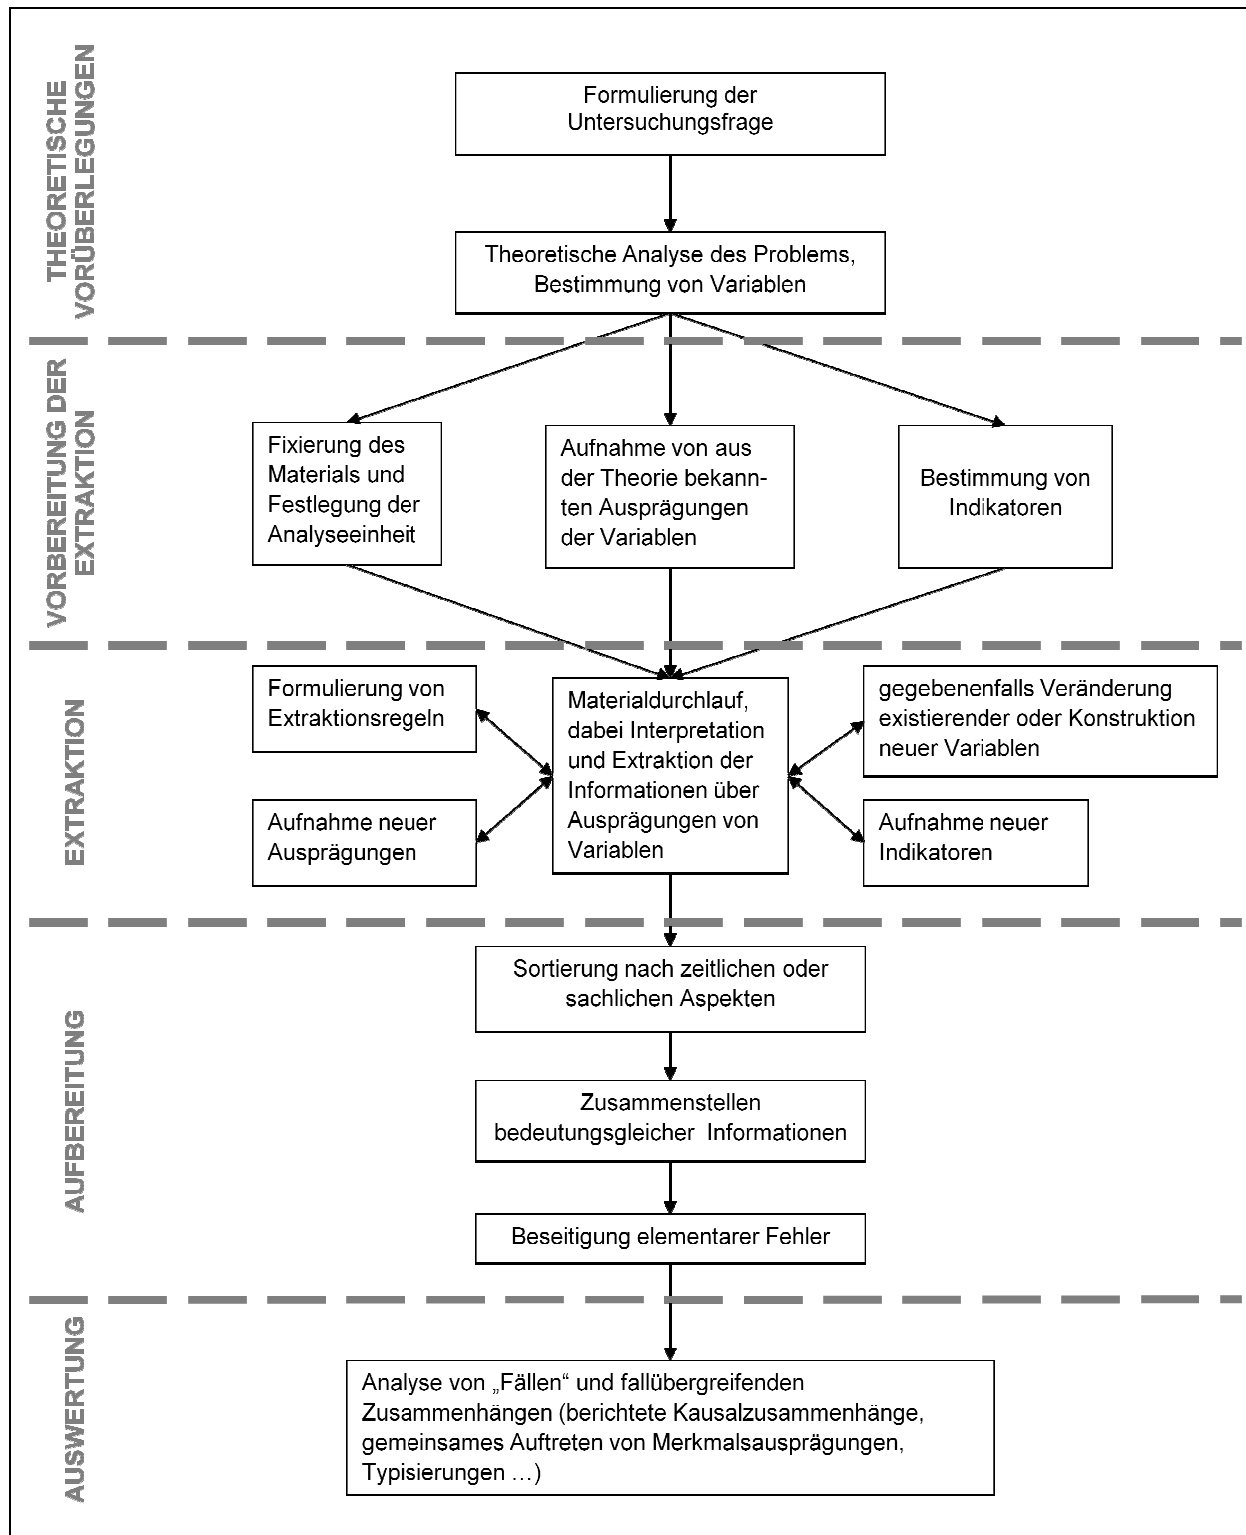 THEORETISCHE
VORÜBERLEGUNGEN
Formulierung der
Untersuchungsfrage
Theoretische Analyse des Problems,
Bestimmung von Variablen
VORBEREITUNG DER
EXTRAKTION
Fixierung des
Materials und
Festlegung der
Analyseeinheit
Aufnahme von aus
der Theorie bekann-
ten Ausprägungen
der Variablen
Bestimmung von
Indikatoren
EXTRAKTION
Formulierung von
Extraktionsregeln
Aufnahme neuer
Ausprägungen
Materialdurchlauf,
dabei Interpretation
und Extraktion der
Informationen über
Ausprägungen von
Variablen
gegebenenfalls Veränderung
existierender oder Konstruktion
neuer Variablen
Aufnahme neuer
Indikatoren
AUFBEREITUNG
Sortierung nach zeitlichen oder
sachlichen Aspekten
Zusammenstellen
bedeutungsgleicher Informationen
Beseitigung elementarer Fehler
AUSWERTUNG
Analyse von „Fällen“ und fallübergreifenden
Zusammenhängen (berichtete Kausalzusammenhänge,
gemeinsames Auftreten von Merkmalsausprägungen,
Typisierungen …)